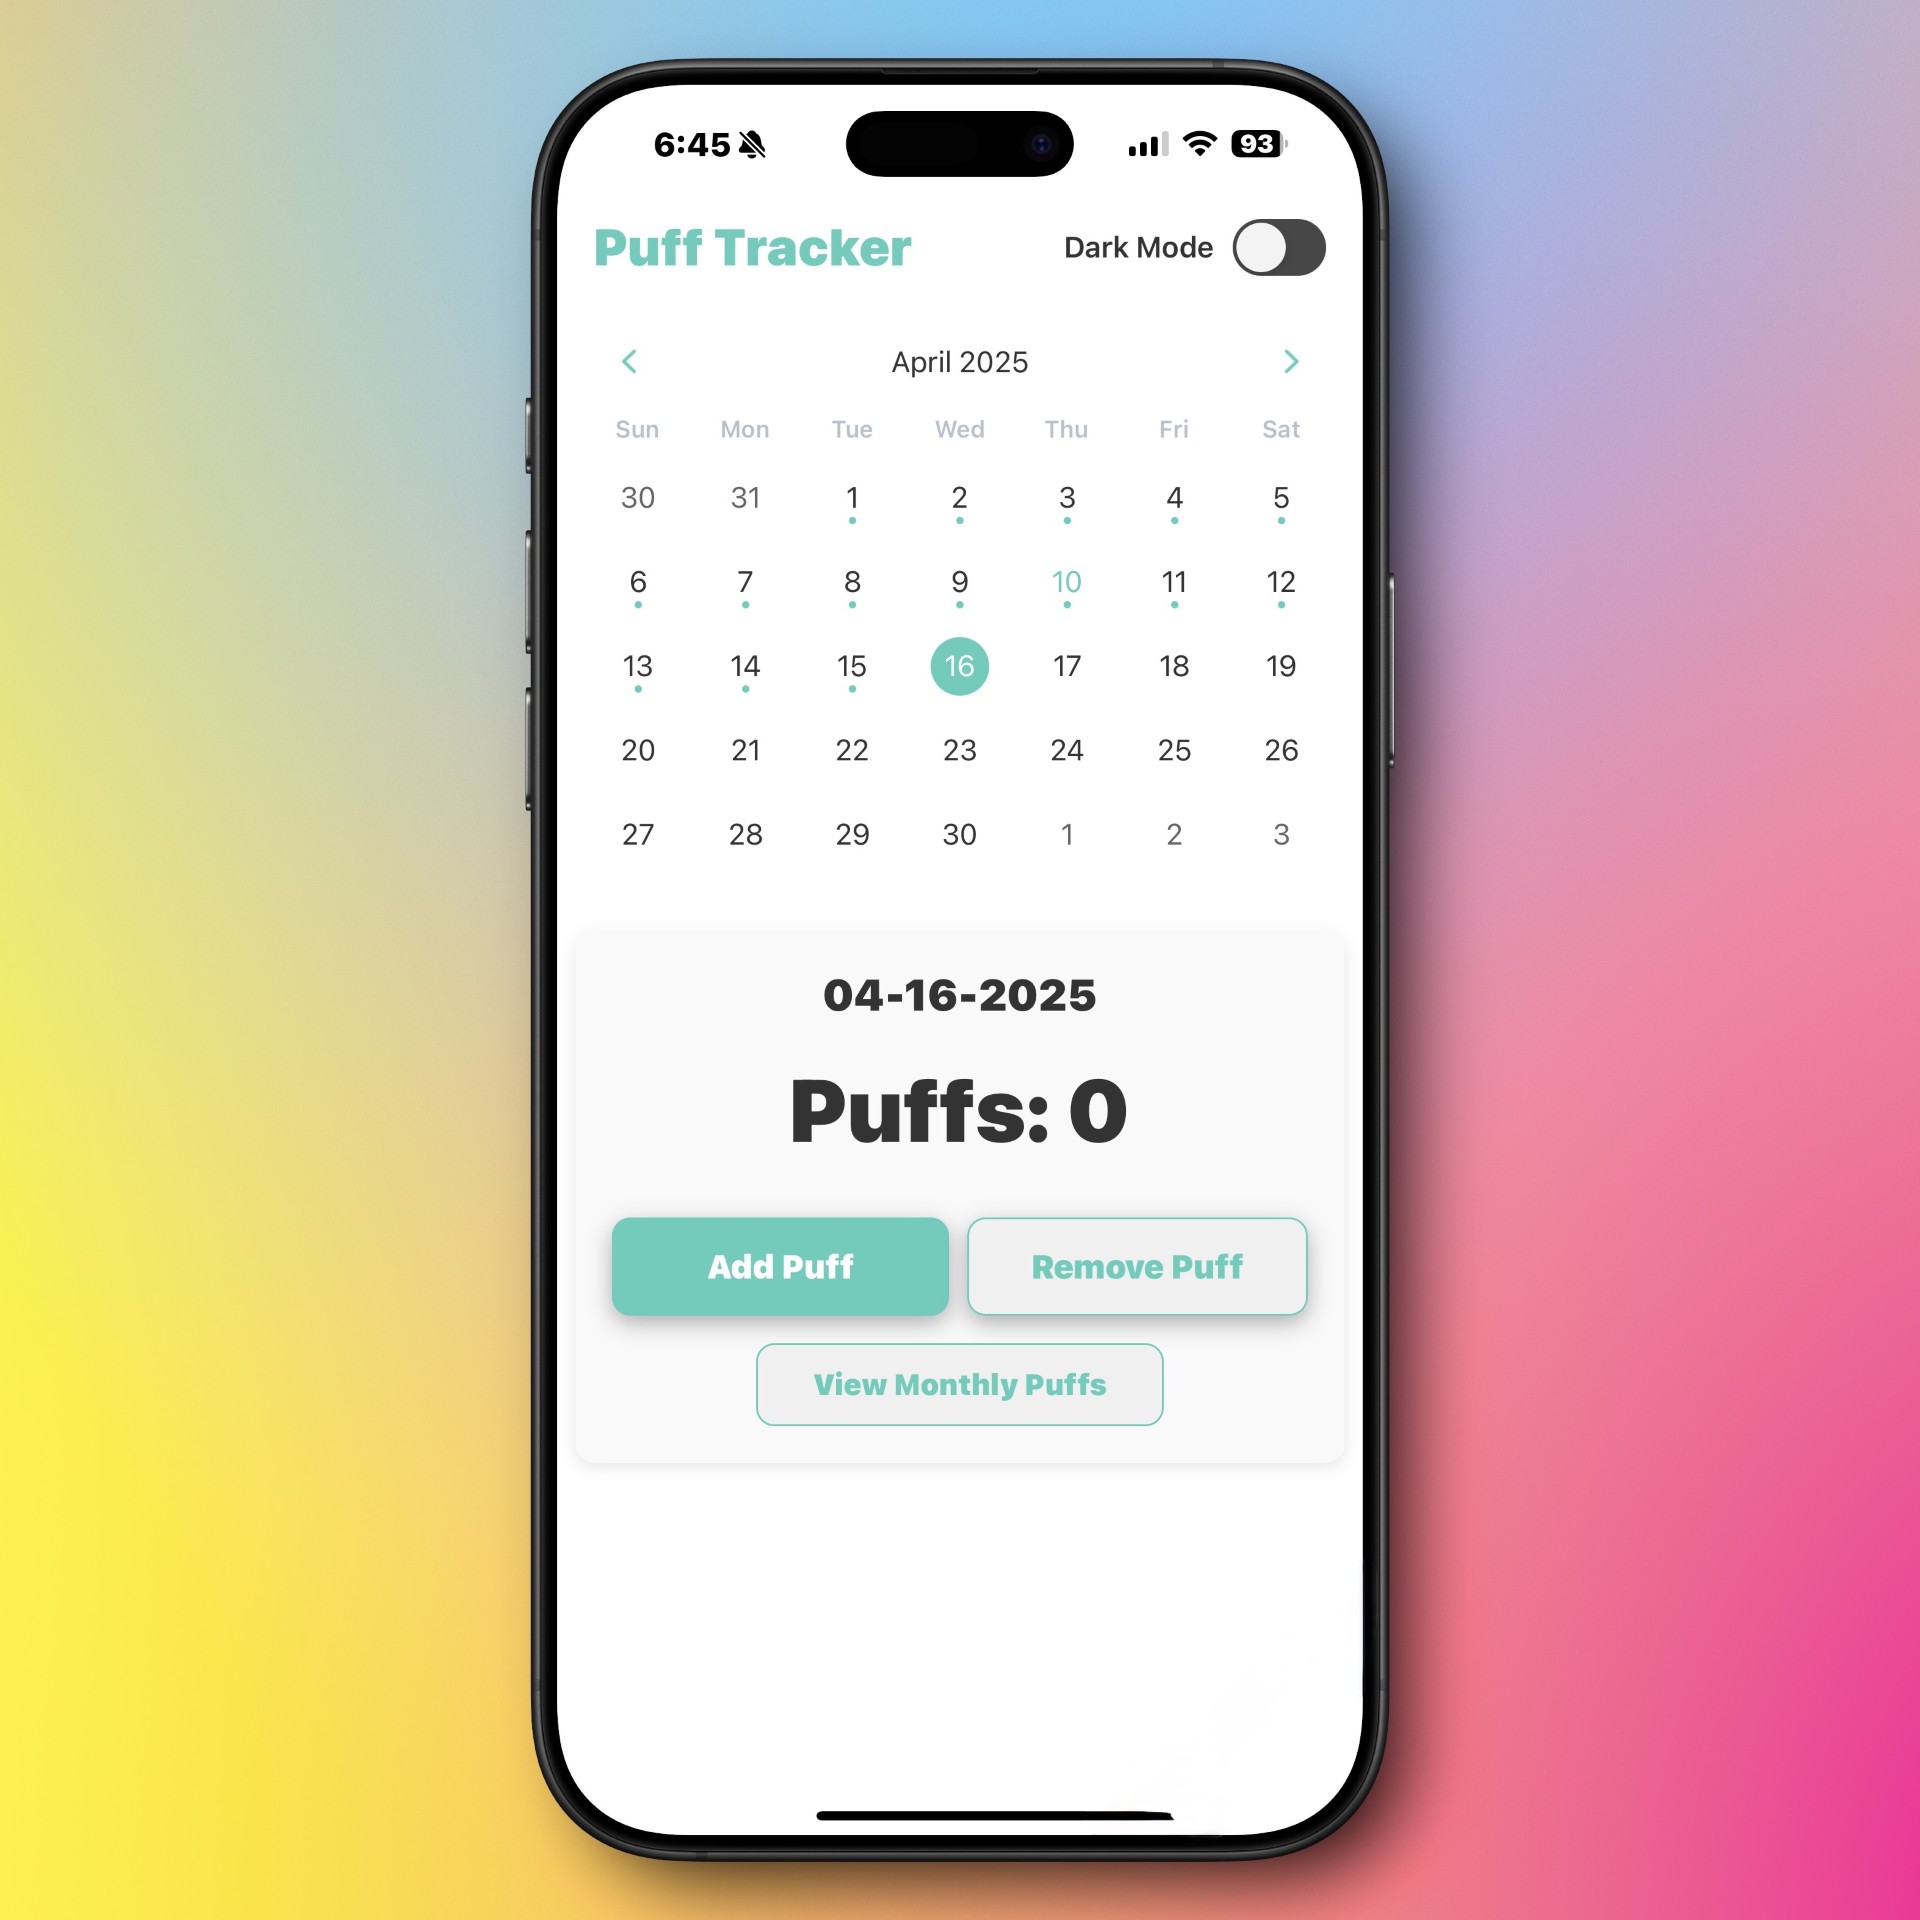 6:45 93
Puff Tracker Dark Mode
April 2025
Sun Mon Tue Wed Thu Fri Sat
30 31 1 2 3 4 5
6 7 8 9 10 11 12
13 14 15 16 17 18 19
20 21 22 23 24 25 26
27 28 29 30 1 2 3
04-16-2025
Puffs: 0
Add Puff Remove Puff
View Monthly Puffs